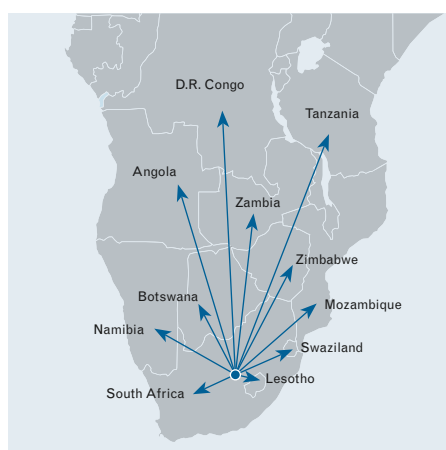 D.R. Congo
Tanzania
Angola
Zambia
Zimbabwe
Botswana
Mozambique
Namibia
Swaziland
Lesotho
South Africa